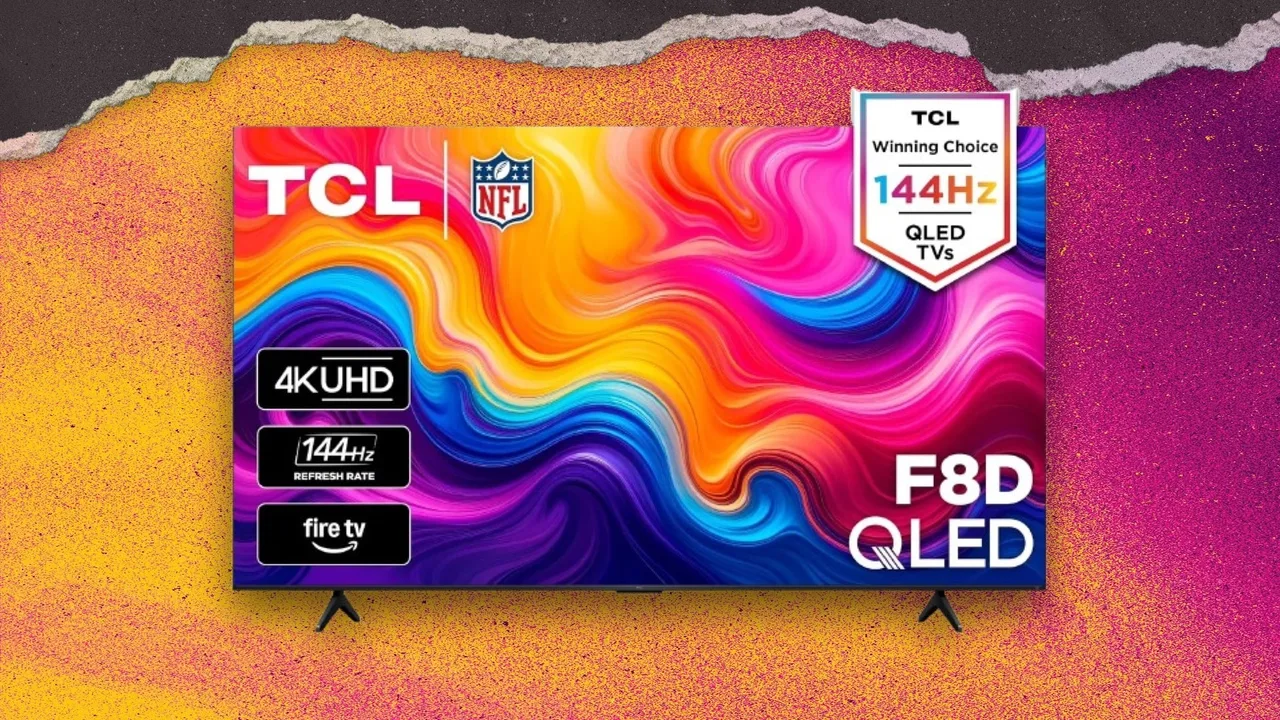 TCL
NFL
TCL
Winning Choice
144Hz
QLED
TVs
4KUHD
144Hz
REFRESH RATE
fire tv
F8D
QLED